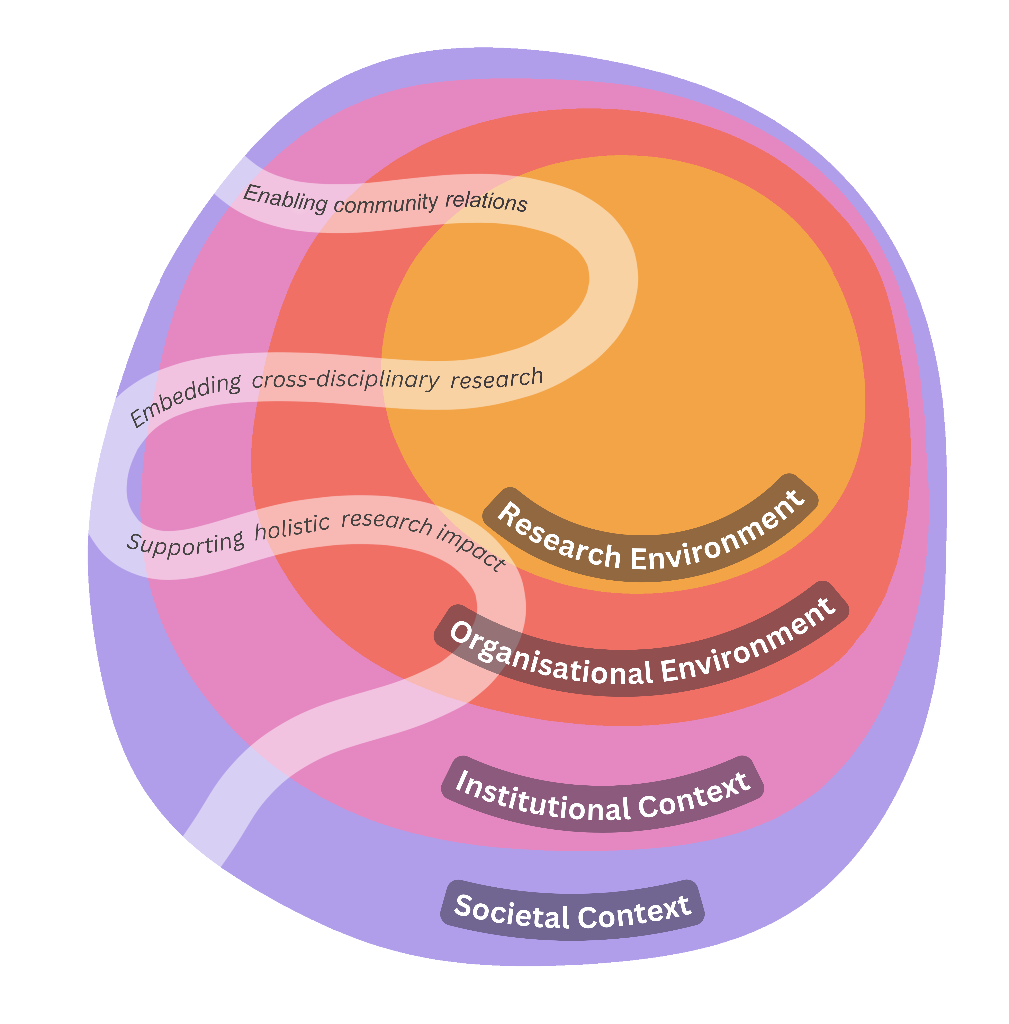 Enabling community relations
Embedding cross-disciplinary research
Supporting holistic research impact
Research Environment
Organisational Environment
Institutional Context
Societal Context